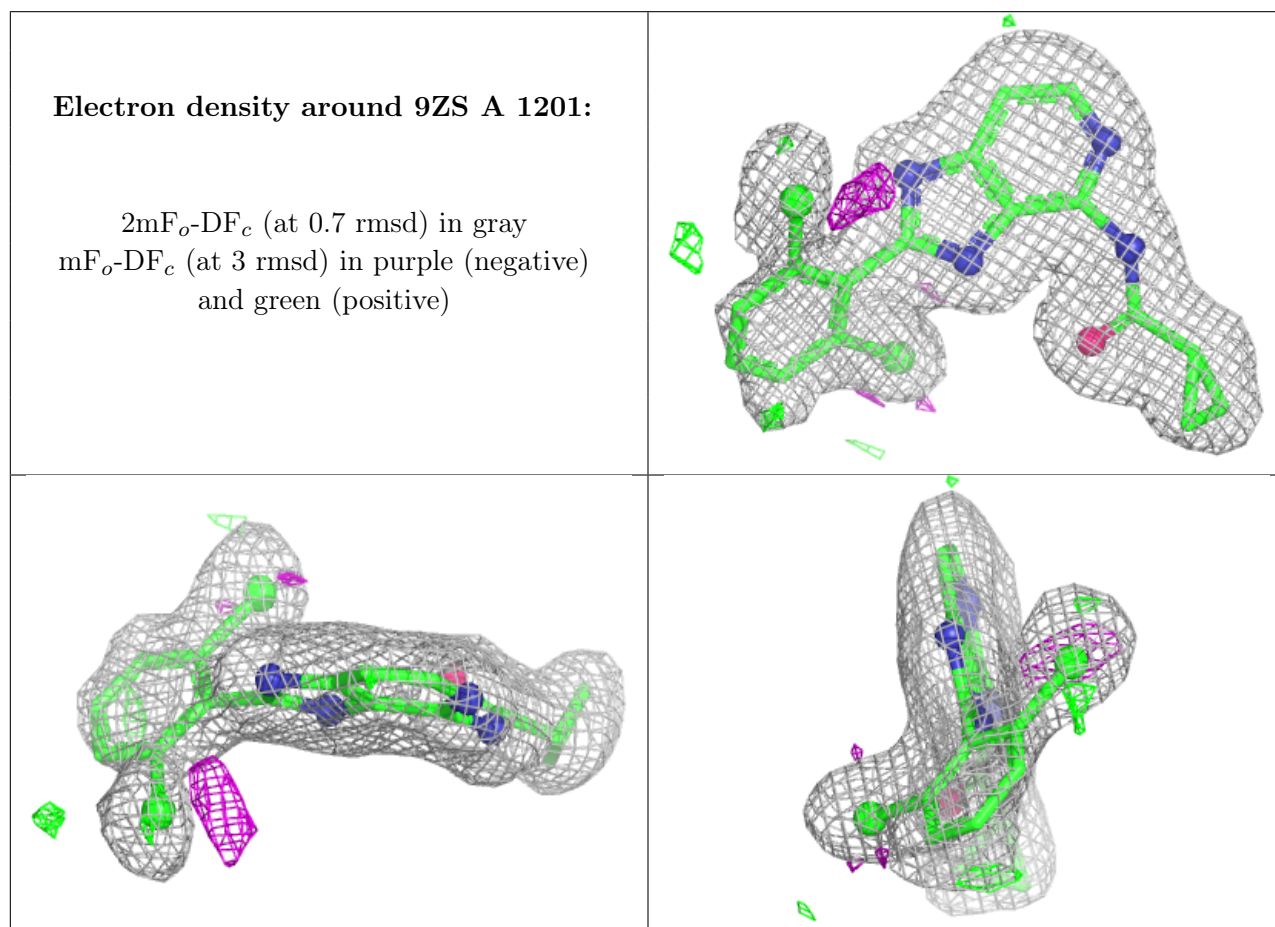 Electron density around 9ZS A 1201:
2mFo-DFc (at 0.7 rmsd) in gray
mFo-DFc (at 3 rmsd) in purple (negative)
and green (positive)